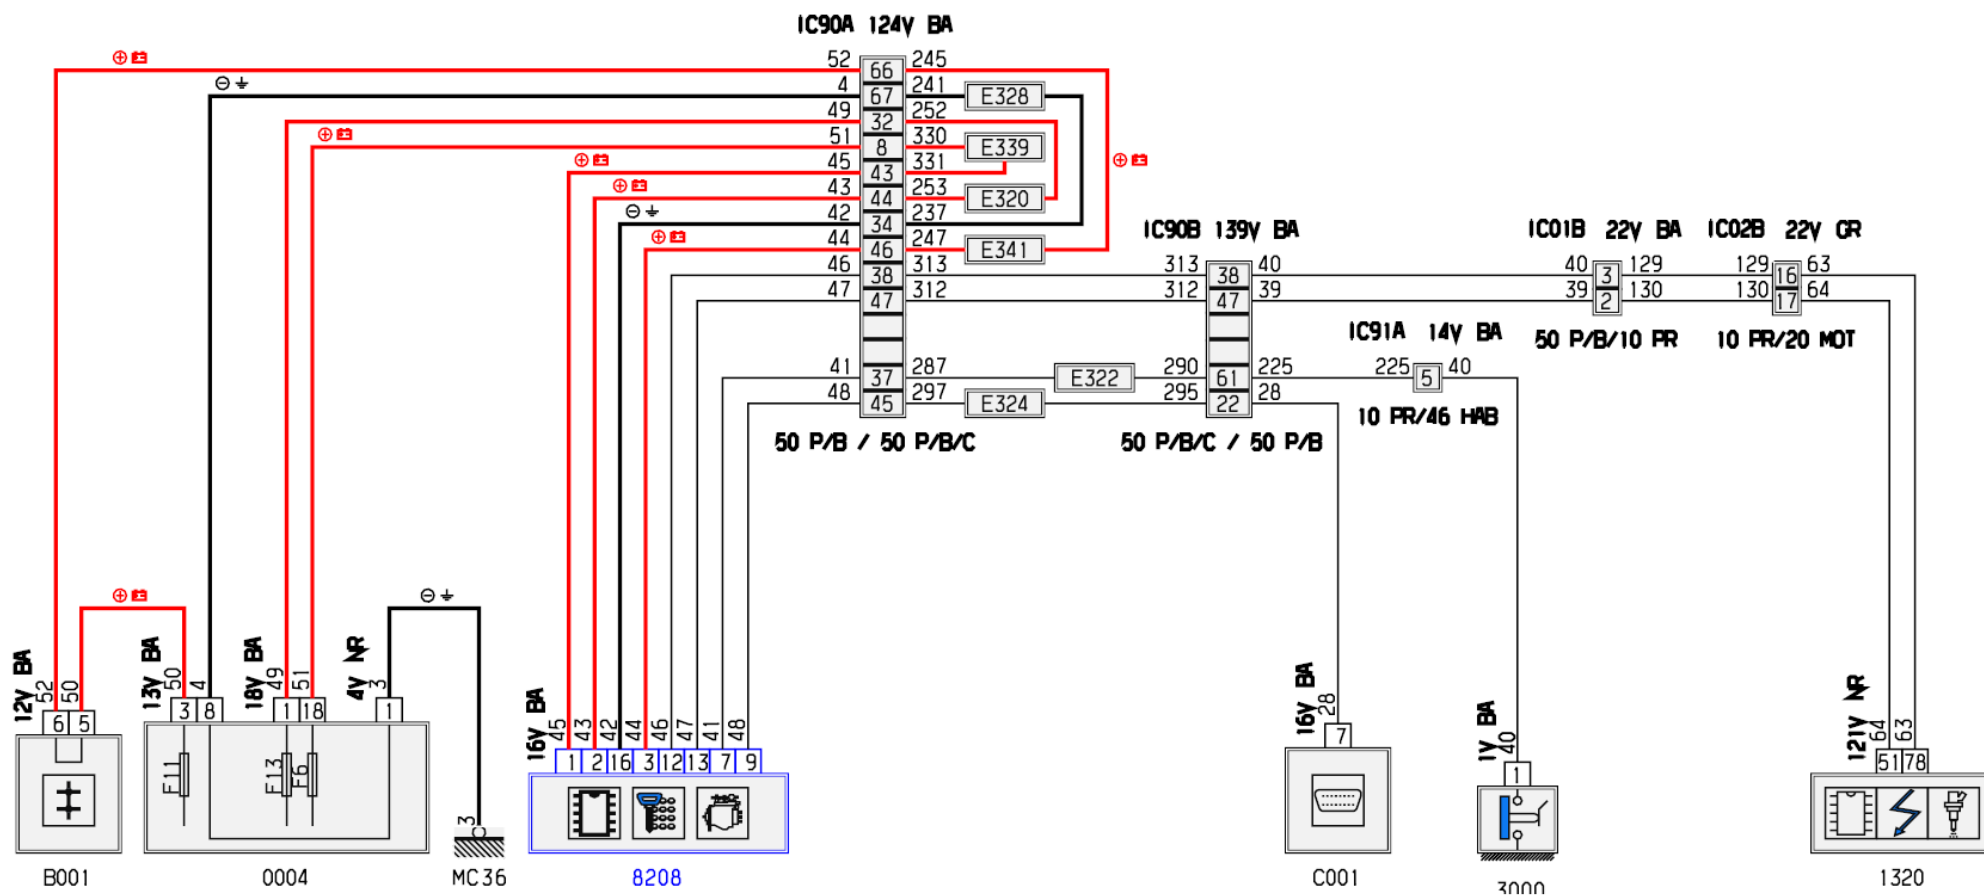 IC90A 124V BA
52 66 245
4 67 241 E328
49 32 252
51 8 330 E339
45 43 331
43 44 253 E320
42 34 237
44 46 247 E341
IC90B 139V BA
IC01B 22V BA
IC02B 22V GR
46 38 313 313 38 40 40 3 129 129 16 63
47 47 312 312 47 39 39 2 130 130 17 64
IC91A 14V BA
50 P/B/10 PR
10 PR/20 MOT
41 37 287 E322 290 61 225 225 5 40
48 45 297 E324 295 22 28
10 PR/46 HAB
50 P/B / 50 P/B/C
50 P/B/C / 50 P/B
12V BA
52 50
6 5
B001
13V BA
50 4
3 8
18V BA
49 51
1 18
4V NR
3
1
F11 F13 F6
0004
3
MC36
16V BA
45 43 42 44 46 47 41 48
1 2 16 3 12 13 7 9
8208
16V BA
28
7
C001
1V BA
40
1
3000
121V NR
64 63
51 78
1320